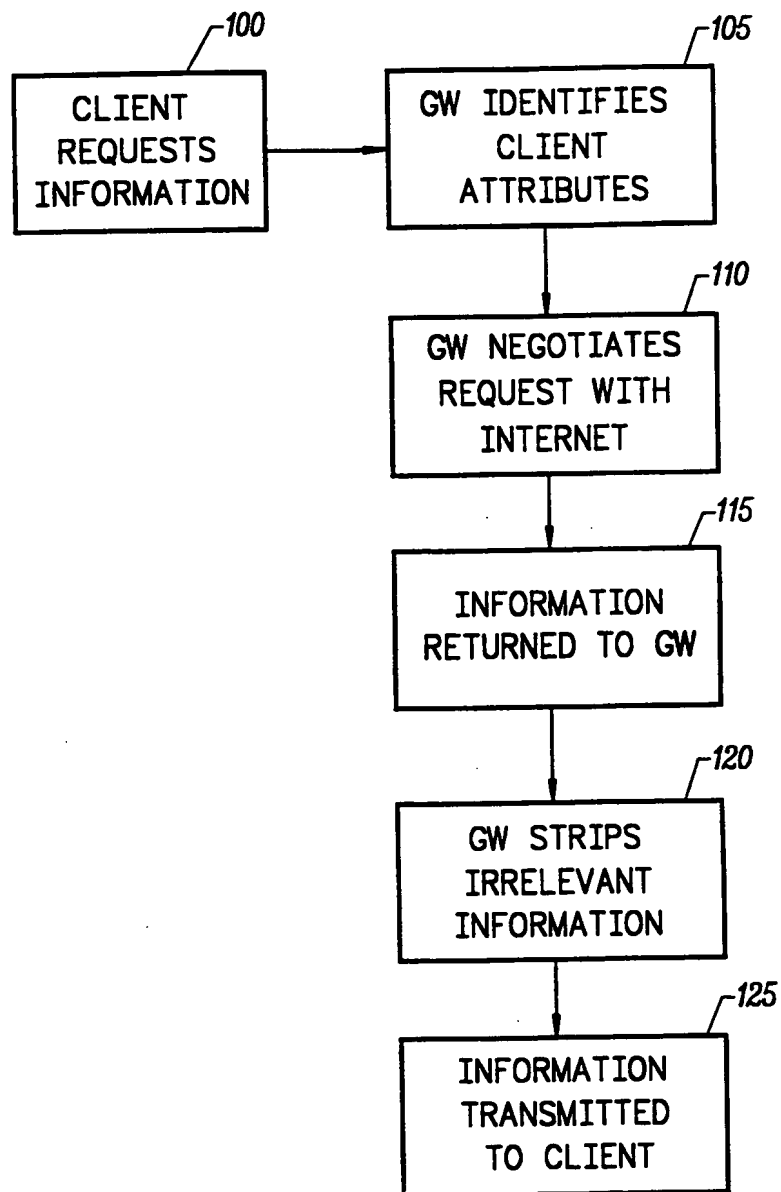 100
CLIENT
REQUESTS
INFORMATION
105
GW IDENTIFIES
CLIENT
ATTRIBUTES
110
GW NEGOTIATES
REQUEST WITH
INTERNET
115
INFORMATION
RETURNED TO GW
120
GW STRIPS
IRRELEVANT
INFORMATION
125
INFORMATION
TRANSMITTED
TO CLIENT